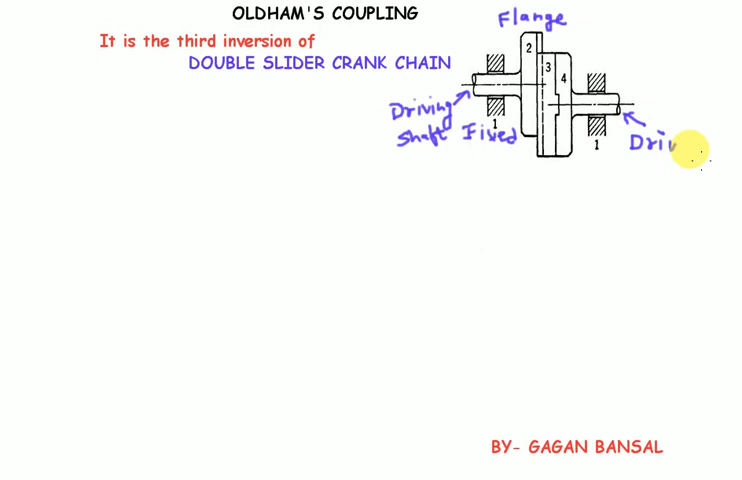 OLDHAM'S COUPLING
It is the third inversion of
DOUBLE SLIDER CRANK CHAIN
Flange
2
3
4
Driving
shaft
1
Fixed
1
Driv
BY- GAGAN BANSAL